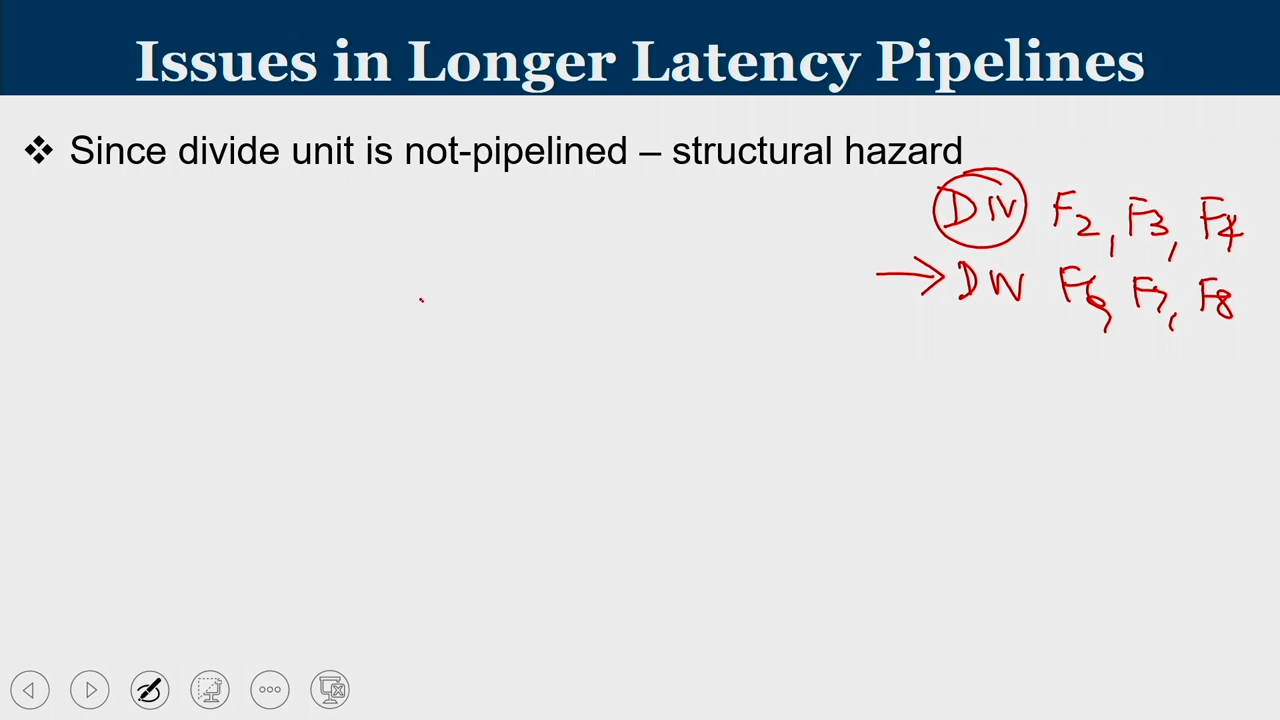 Issues in Longer Latency Pipelines
❖ Since divide unit is not-pipelined – structural hazard
DIV F2, F3, F4
→ DIV F6, F7, F8